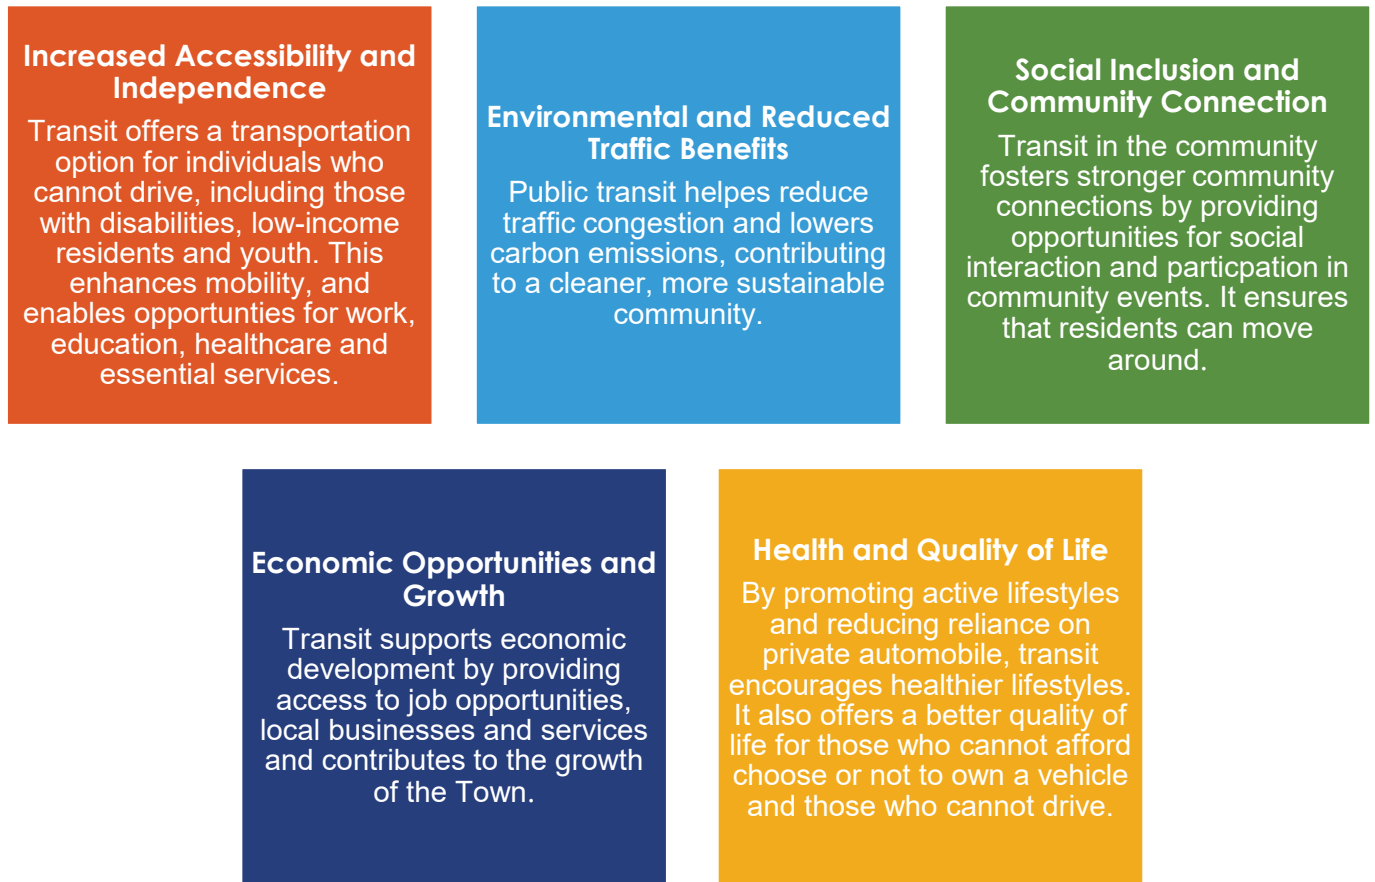 Increased Accessibility and
Independence
Transit offers a transportation
option for individuals who
cannot drive, including those
with disabilities, low-income
residents and youth. This
enhances mobility, and
enables opportunties for work,
education, healthcare and
essential services.
Environmental and Reduced
Traffic Benefits
Public transit helpes reduce
traffic congestion and lowers
carbon emissions, contributing
to a cleaner, more sustainable
community.
Social Inclusion and
Community Connection
Transit in the community
fosters stronger community
connections by providing
opportunities for social
interaction and particpation in
community events. It ensures
that residents can move
around.
Economic Opportunities and
Growth
Transit supports economic
development by providing
access to job opportunities,
local businesses and services
and contributes to the growth
of the Town.
Health and Quality of Life
By promoting active lifestyles
and reducing reliance on
private automobile, transit
encourages healthier lifestyles.
It also offers a better quality of
life for those who cannot afford
choose or not to own a vehicle
and those who cannot drive.